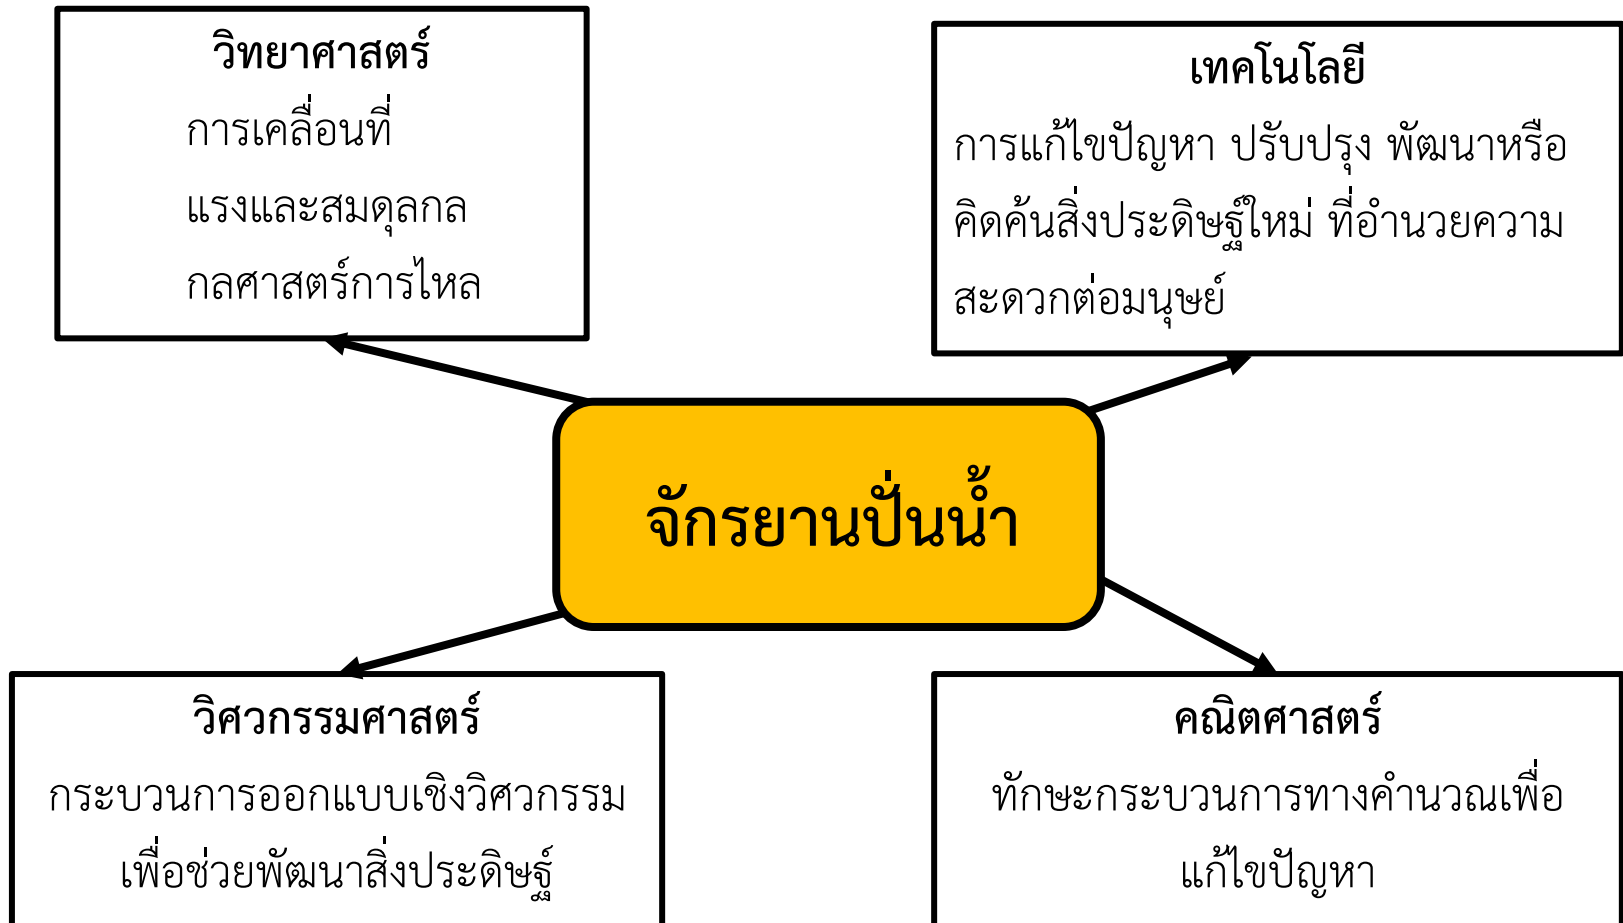 วิทยาศาสตร์
การเคลื่อนที่
แรงและสมดุลกล
กลศาสตร์การไหล
เทคโนโลยี
การแก้ไขปัญหา ปรับปรุง พัฒนาหรือ
คิดค้นสิ่งประดิษฐ์ใหม่ ที่อำนวยความ
สะดวกต่อมนุษย์
จักรยานปั่นน้ำ
วิศวกรรมศาสตร์
กระบวนการออกแบบเชิงวิศวกรรม
เพื่อช่วยพัฒนาสิ่งประดิษฐ์
คณิตศาสตร์
ทักษะกระบวนการทางคำนวณเพื่อ
แก้ไขปัญหา